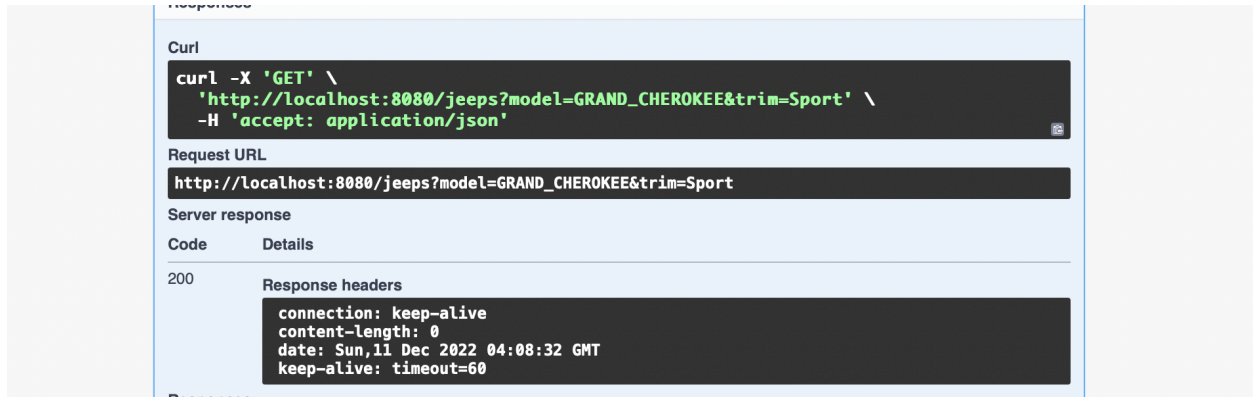 Responses
Curl
curl -X 'GET' \
'http://localhost:8080/jeeps?model=GRAND_CHEROKEE&trim=Sport' \
-H 'accept: application/json'
Request URL
http://localhost:8080/jeeps?model=GRAND_CHEROKEE&trim=Sport
Server response
Code Details
200
Response headers
connection: keep-alive
content-length: 0
date: Sun,11 Dec 2022 04:08:32 GMT
keep-alive: timeout=60
Responses